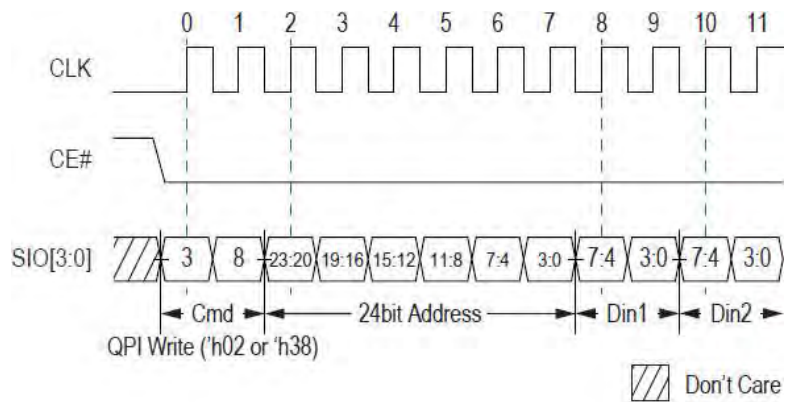 0 1 2 3 4 5 6 7 8 9 10 11
CLK
CE#
SIO[3:0] 3 8 23:20 19:16 15:12 11:8 7:4 3:0 7:4 3:0 7:4 3:0
Cmd 24bit Address Din1 Din2
QPI Write ('h02 or 'h38)
Don't Care